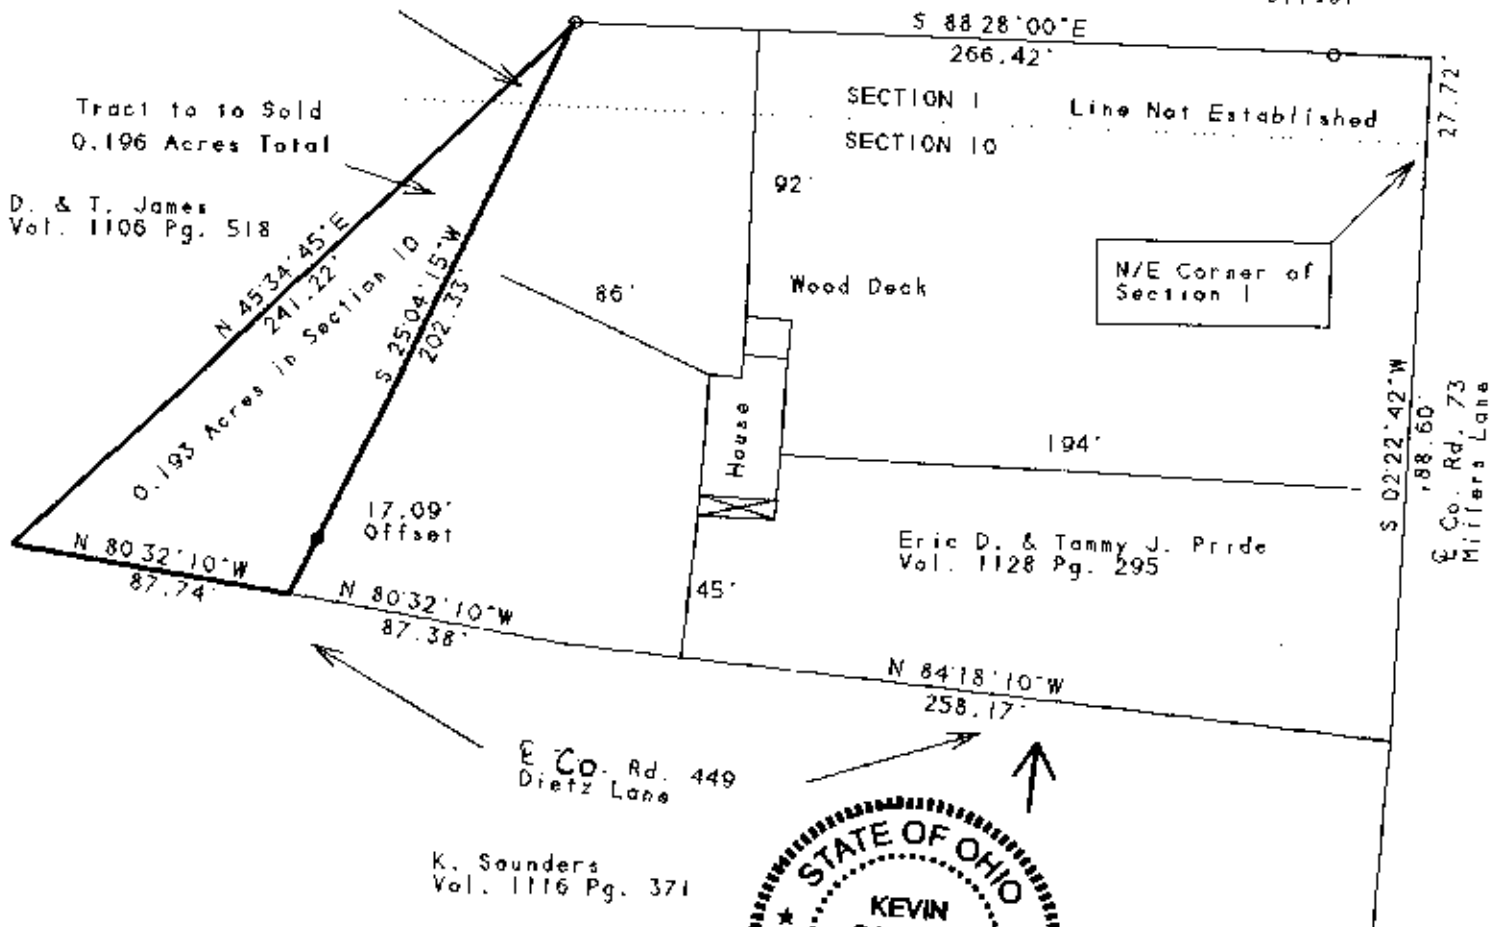 S 88°28'00"E
266.42'
27.72'
Tract to to Sold
0.196 Acres Total
SECTION 1
Line Not Established
SECTION 10
D. & T. James
Vol. 1106 Pg. 518
92'
N 45°34'45"E
241.22'
S 25°04'15"W
202.33'
0.193 Acres in Section 10
86'
Wood Deck
N/E Corner of
Section 1
House
194'
S 02°22'42"W
188.60'
℄ Co. Rd. 73
Millers Lane
17.09'
Offset
Eric D. & Tammy J. Pride
Vol. 1128 Pg. 295
N 80°32'10"W
87.74'
N 80°32'10"W
87.38'
45'
N 84°18'10"W
258.17'
℄ Co. Rd. 449
Dietz Lane
K. Saunders
Vol. 1116 Pg. 371
STATE OF OHIO
KEVIN